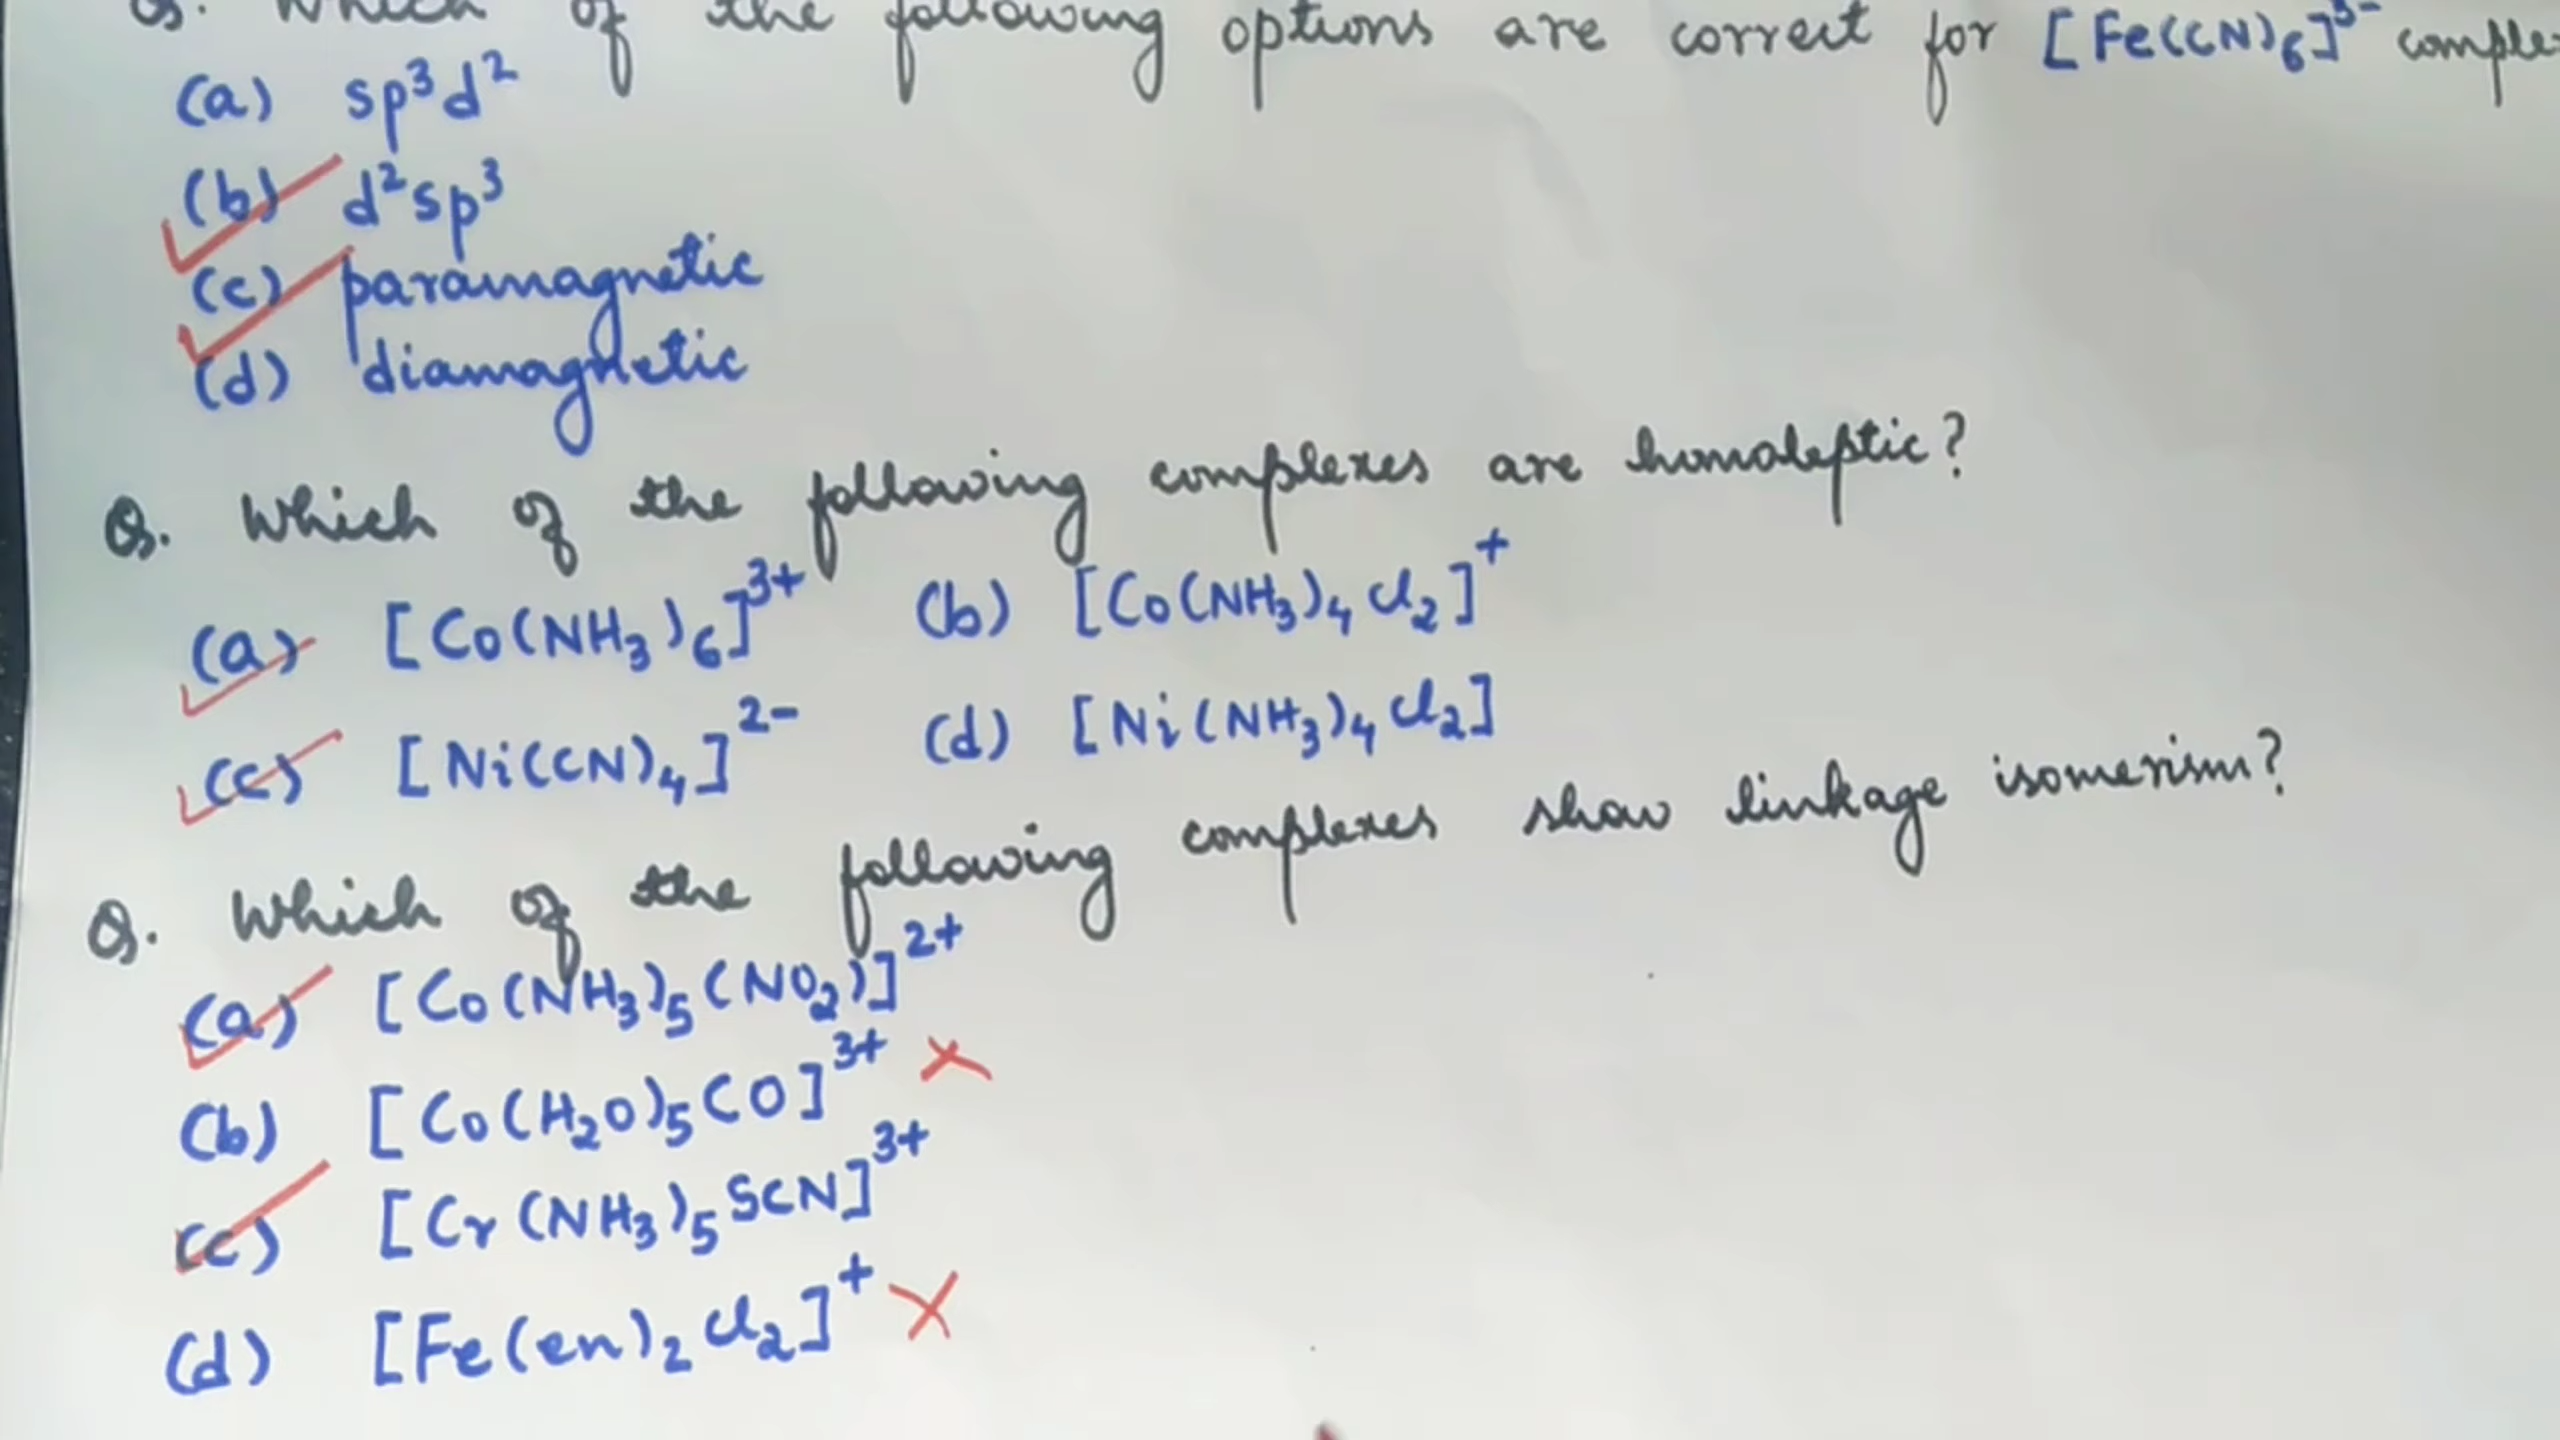 Q. Which of the following options are correct for [Fe(CN)₆]³⁻
(a) sp³d²
(b) d²sp³
(c) paramagnetic
(d) diamagnetic
Q. Which of the following complexes are homoleptic?
(a) [Co(NH₃)₆]³⁺ (b) [Co(NH₃)₄Cl₂]⁺
(c) [Ni(CN)₄]²⁻ (d) [Ni(NH₃)₄Cl₂]
Q. Which of the following complexes show linkage isomerism?
(a) [Co(NH₃)₅(NO₂)]²⁺
(b) [Co(H₂O)₅CO]³⁺
(c) [Cr(NH₃)₅SCN]³⁺
(d) [Fe(en)₂Cl₂]⁺